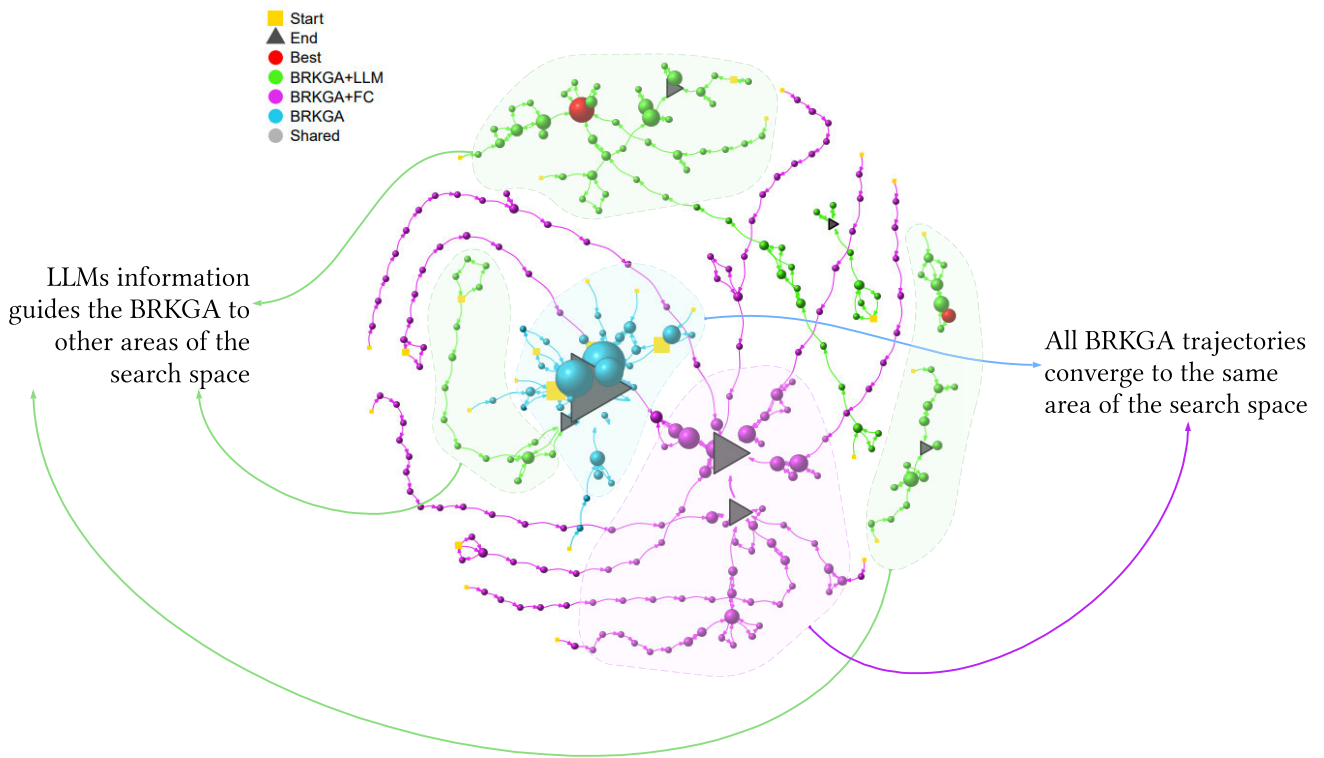 Start
End
Best
BRKGA+LLM
BRKGA+FC
BRKGA
Shared
LLMs information
guides the BRKGA to
other areas of the
search space
All BRKGA trajectories
converge to the same
area of the search space